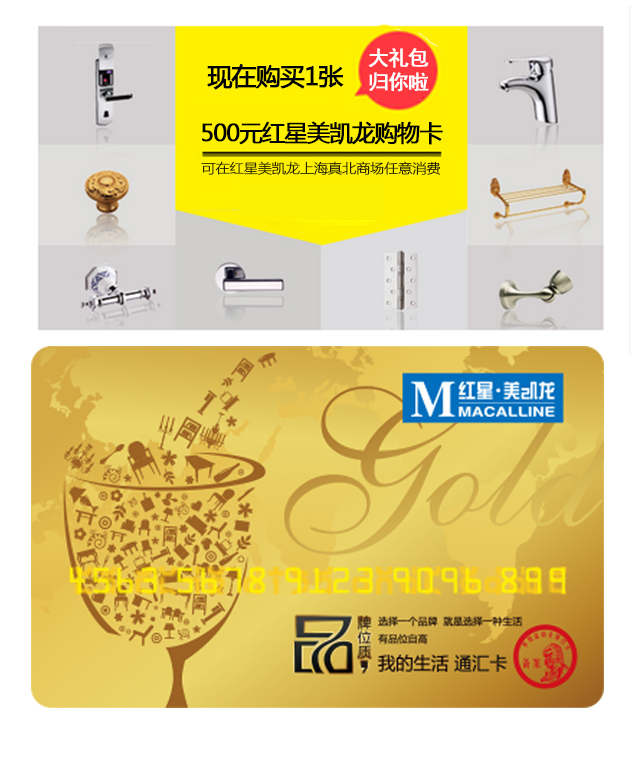 现在购买1张
大礼包
归你啦
500元红星美凯龙购物卡
可在红星美凯龙上海真北商场任意消费
M 红星·美凯龙
MACALLINE
Gold
4563 5678 9123 9096 899
品
牌位质
选择一个品牌 就是选择一种生活
有品位自高
我的生活 通汇卡